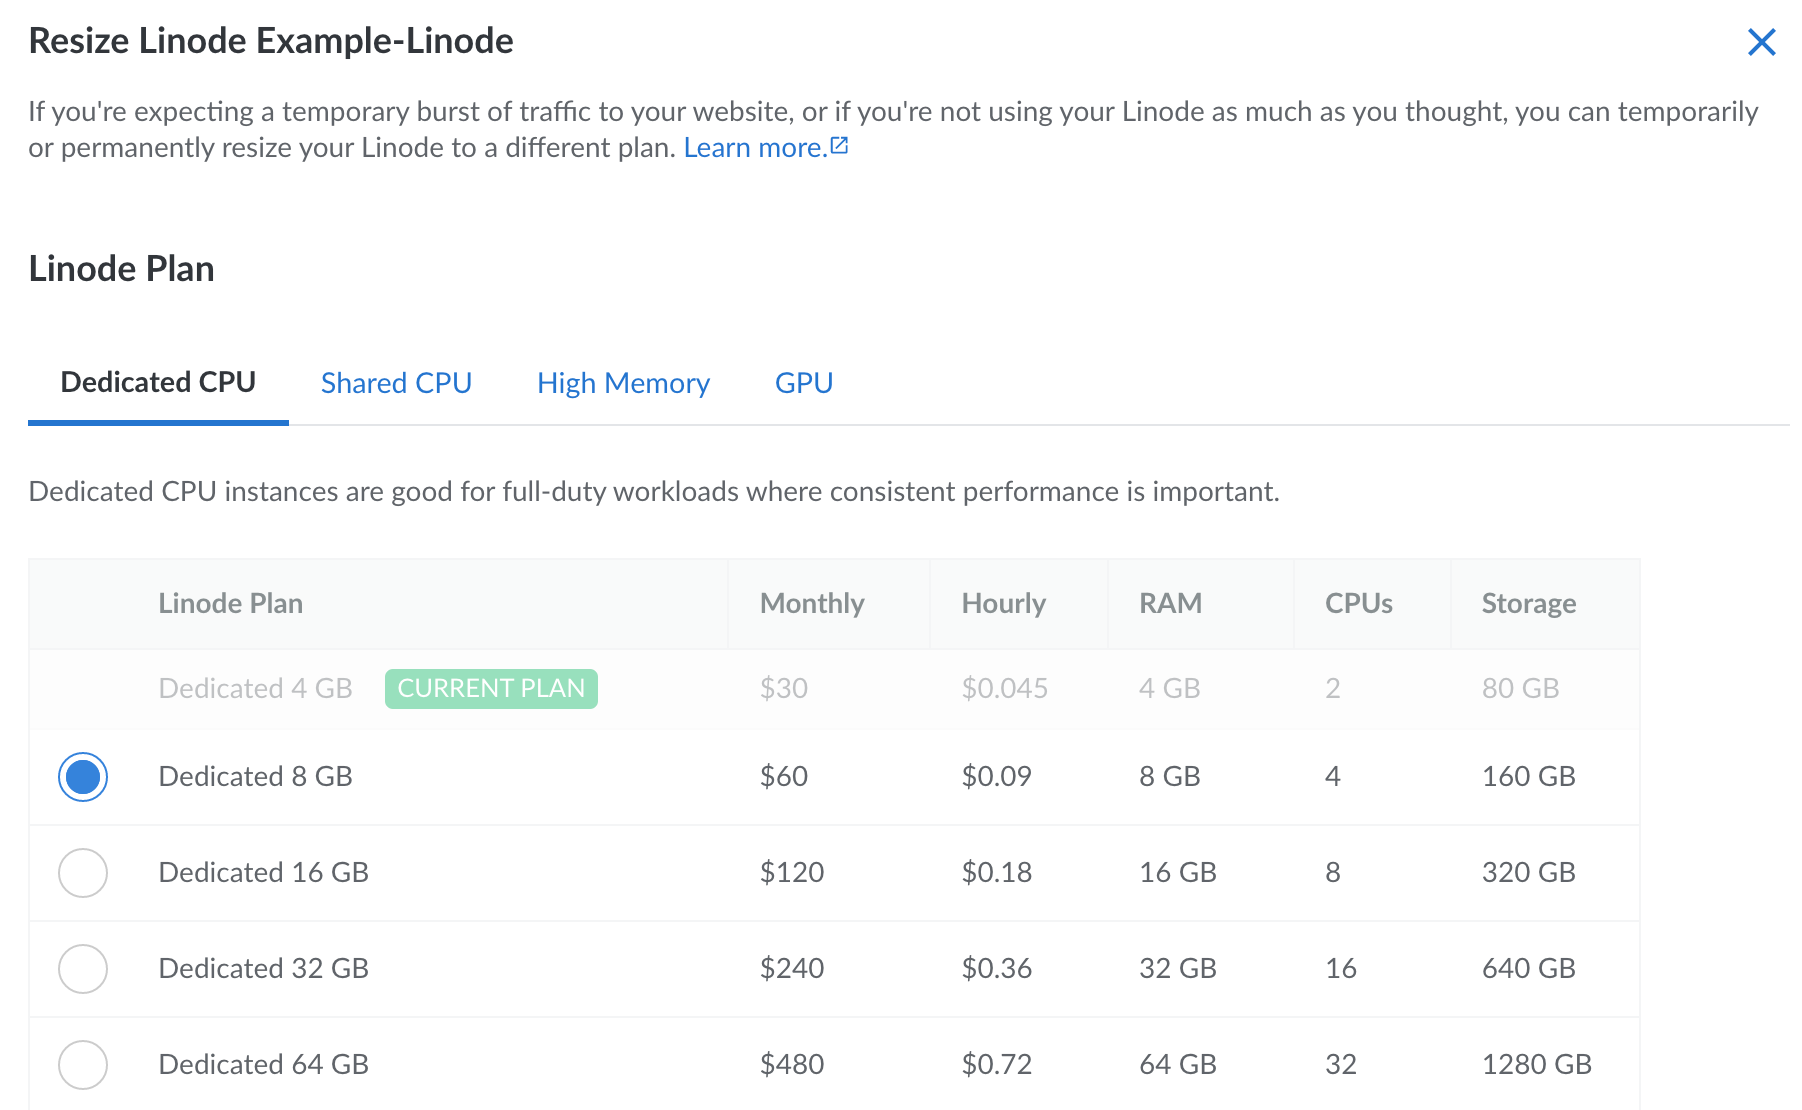 Resize Linode Example-Linode
If you're expecting a temporary burst of traffic to your website, or if you're not using your Linode as much as you thought, you can temporarily
or permanently resize your Linode to a different plan. Learn more.
Linode Plan
Dedicated CPU Shared CPU High Memory GPU
Dedicated CPU instances are good for full-duty workloads where consistent performance is important.
Linode Plan Monthly Hourly RAM CPUs Storage
Dedicated 4 GB CURRENT PLAN $30 $0.045 4 GB 2 80 GB
Dedicated 8 GB $60 $0.09 8 GB 4 160 GB
Dedicated 16 GB $120 $0.18 16 GB 8 320 GB
Dedicated 32 GB $240 $0.36 32 GB 16 640 GB
Dedicated 64 GB $480 $0.72 64 GB 32 1280 GB